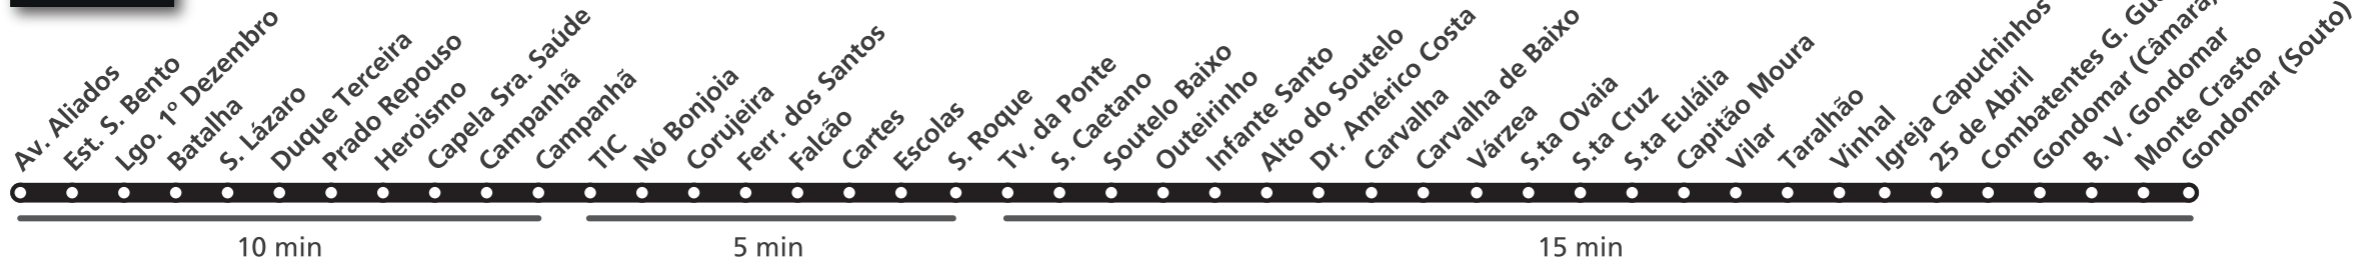 Av. Aliados
Est. S. Bento
Lgo. 1º Dezembro
Batalha
S. Lázaro
Duque Terceira
Prado Repouso
Heroismo
Capela Sra. Saúde
Campanhã
Campanhã
TIC
Nó Bonjoia
Corujeira
Ferr. dos Santos
Falcão
Cartes
Escolas
S. Roque
Tv. da Ponte
S. Caetano
Soutelo Baixo
Outeirinho
Infante Santo
Alto do Soutelo
Dr. Américo Costa
Carvalha
Carvalha de Baixo
Várzea
S.ta Ovaia
S.ta Cruz
S.ta Eulália
Capitão Moura
Vilar
Taralhão
Vinhal
Igreja Capuchinhos
25 de Abril
Combatentes G.
Gondomar (Câmara)
B. V. Gondomar
Monte Crasto
Gondomar (Souto)
10 min
5 min
15 min